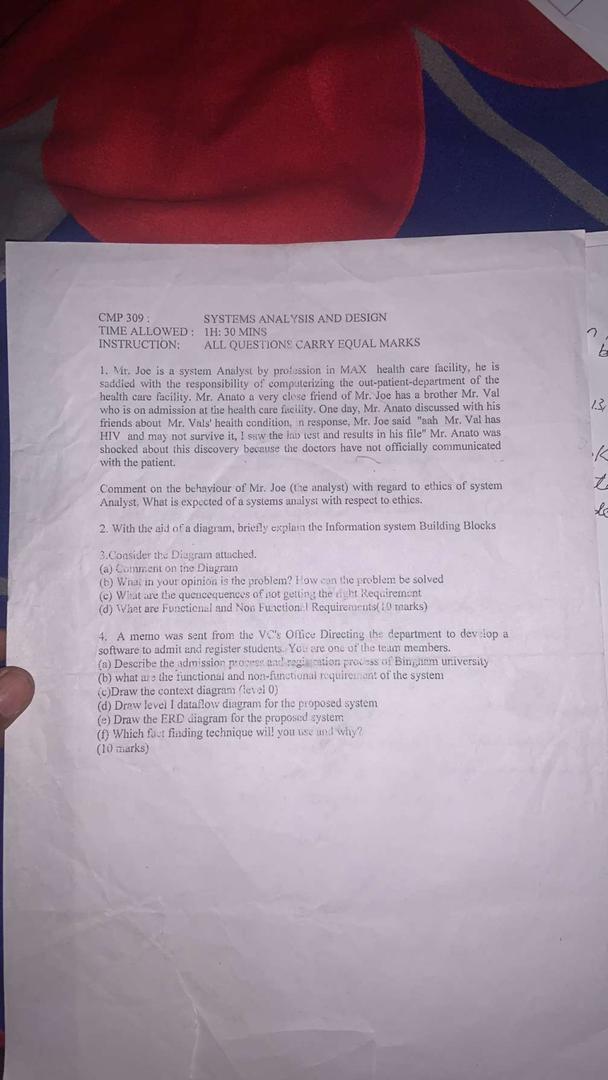 CMP 309 : SYSTEMS ANALYSIS AND DESIGN
TIME ALLOWED : 1H: 30 MINS
INSTRUCTION: ALL QUESTIONS CARRY EQUAL MARKS
1. Mr. Joe is a system Analyst by profession in MAX health care facility, he is
saddied with the responsibility of computerizing the out-patient-department of the
health care facility. Mr. Anato a very close friend of Mr. Joe has a brother Mr. Val
who is on admission at the health care facility. One day, Mr. Anato discussed with his
friends about Mr. Vals' health condition, in response, Mr. Joe said "aah Mr. Val has
HIV and may not survive it, I saw the lab test and results in his file" Mr. Anato was
shocked about this discovery because the doctors have not officially communicated
with the patient.
Comment on the behaviour of Mr. Joe (the analyst) with regard to ethics of system
Analyst. What is expected of a systems analyst with respect to ethics.
2. With the aid of a diagram, briefly explain the Information system Building Blocks
3.Consider the Diagram attached.
(a) Comment on the Diagram
(b) What in your opinion is the problem? How can the problem be solved
(c) What are the quencequences of not getting the right Requirement
(d) What are Functional and Non Functional Requirements(10 marks)
4. A memo was sent from the VC's Office Directing the department to develop a
software to admit and register students. You are one of the team members.
(a) Describe the admission process and registration process of Bingham university
(b) what are the functional and non-functional requirement of the system
(c)Draw the context diagram (level 0)
(d) Draw level 1 dataflow diagram for the proposed system
(e) Draw the ERD diagram for the proposed system
(f) Which fact finding technique will you use and why?
(10 marks)